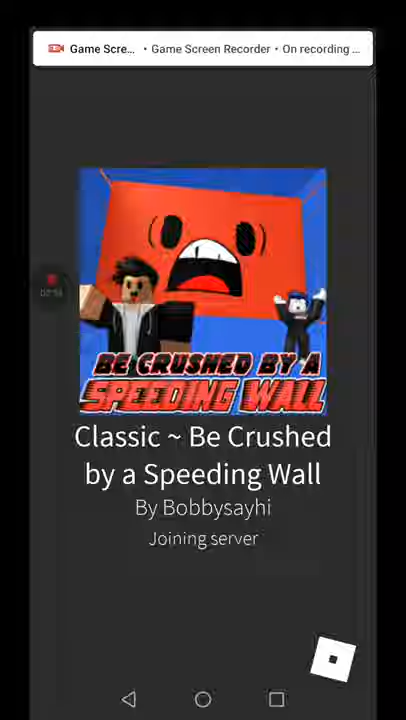 Game Scre... • Game Screen Recorder • On recording ...
BE CRUSHED BY A
SPEEDING WALL
Classic ~ Be Crushed
by a Speeding Wall
By Bobbysayhi
Joining server